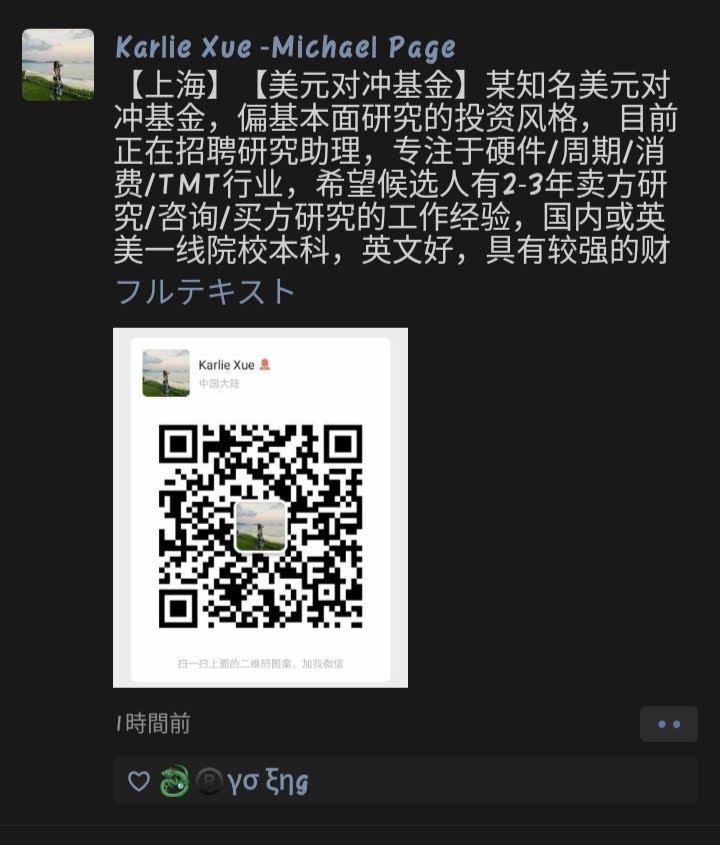 Karlie Xue -Michael Page
【上海】【美元对冲基金】某知名美元对
冲基金，偏基本面研究的投资风格， 目前
正在招聘研究助理，专注于硬件/周期/消
费/TMT行业，希望候选人有2-3年卖方研
究/咨询/买方研究的工作经验，国内或英
美一线院校本科，英文好，具有较强的财
フルテキスト
Karlie Xue
中国大陆
扫一扫上面的二维码图案，加我微信
1時間前
R γσ ξηg